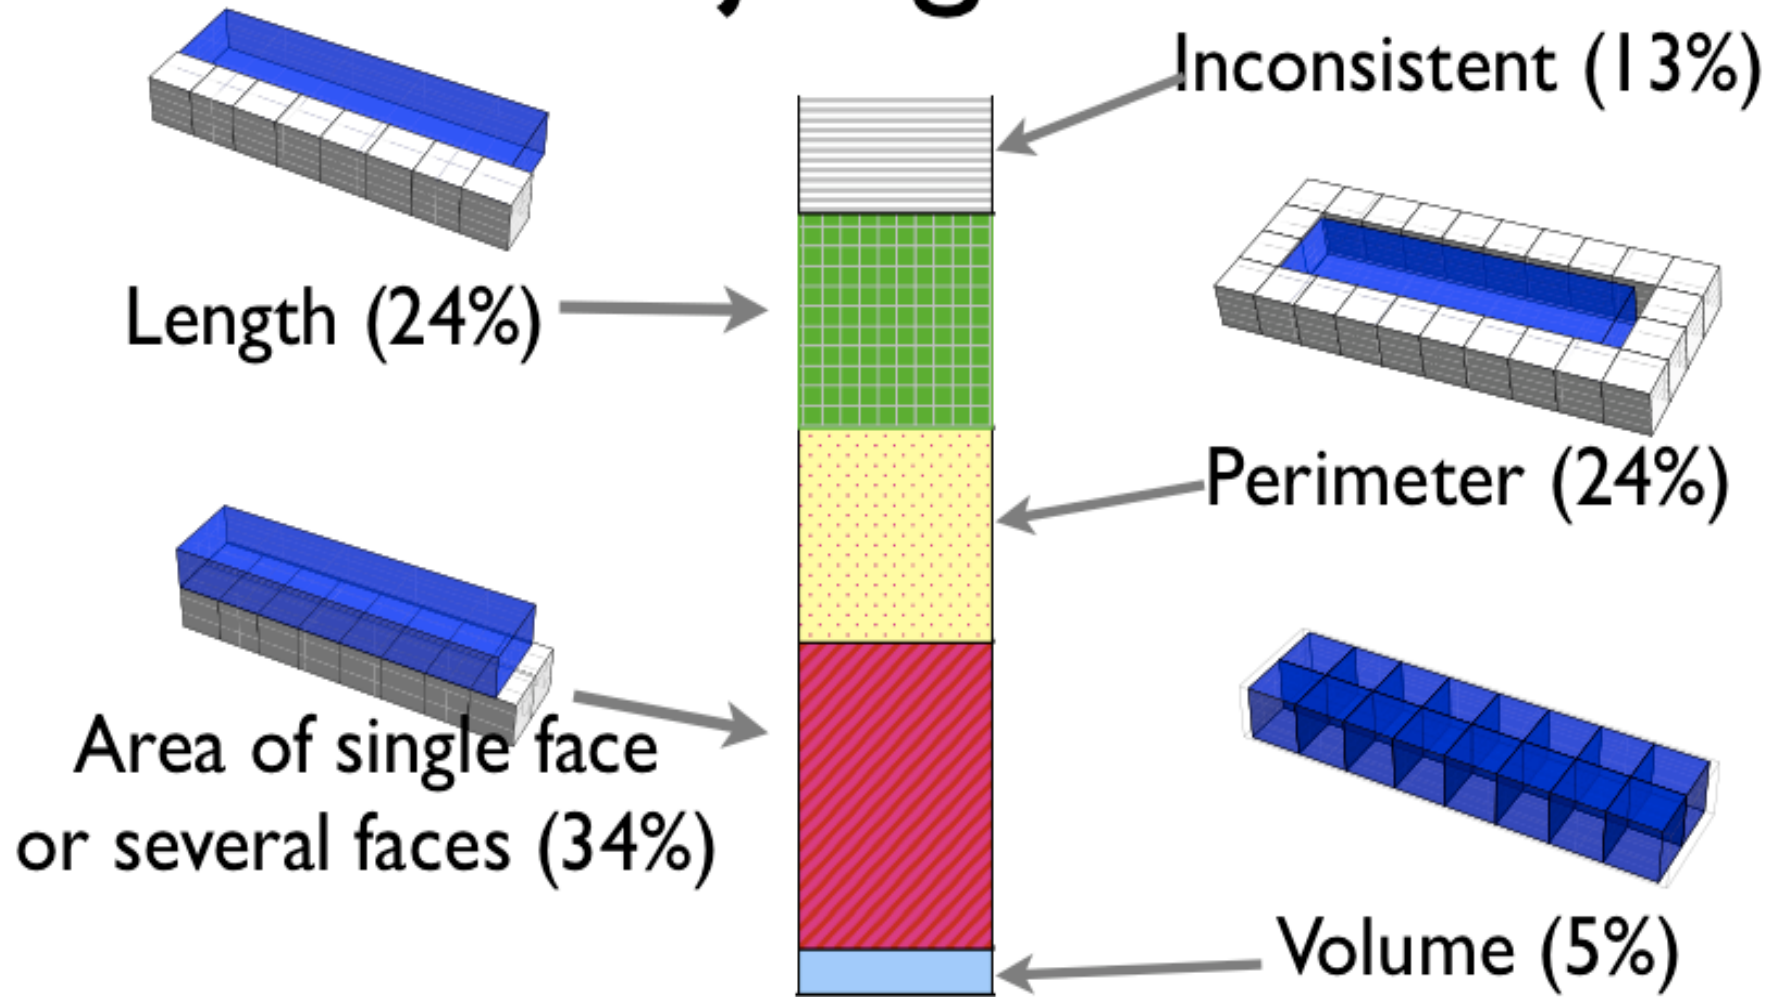 Inconsistent (13%)
Length (24%)
Perimeter (24%)
Area of single face
or several faces (34%)
Volume (5%)